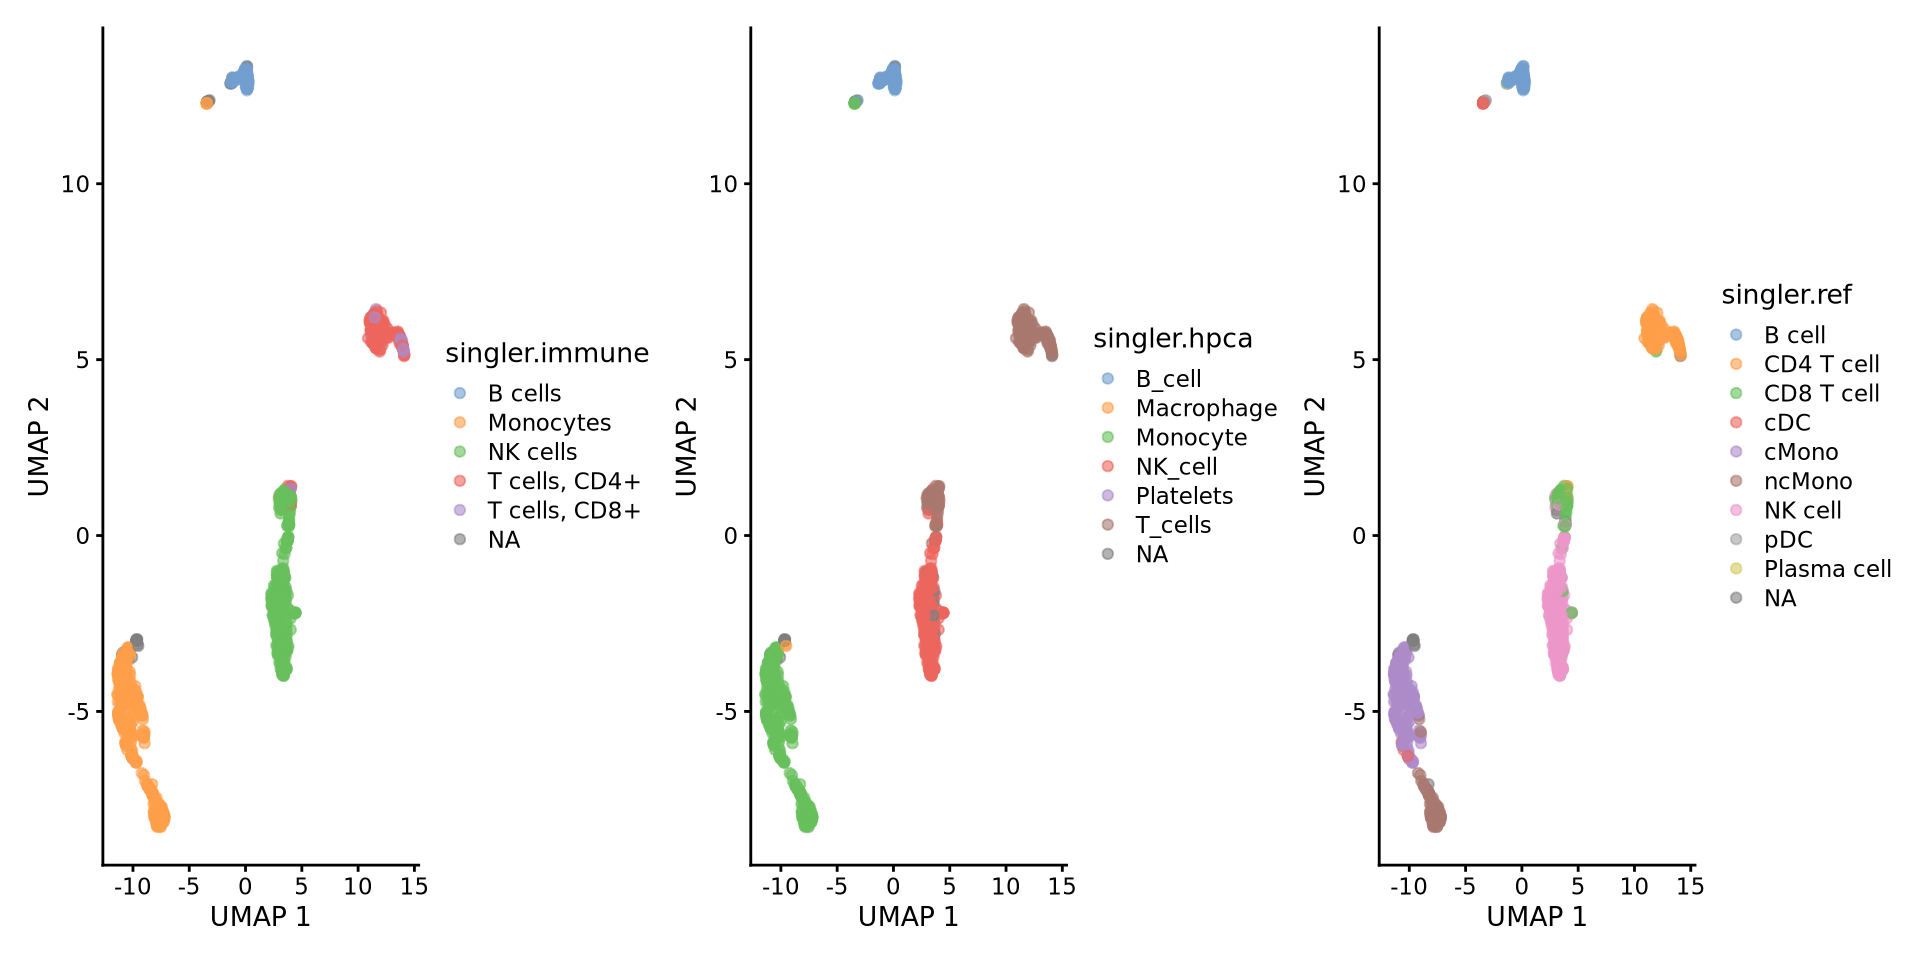 UMAP 2
10
5
0
-5
-10
-5
0
5
10
15
UMAP 1
singler.immune
B cells
Monocytes
NK cells
T cells, CD4+
T cells, CD8+
NA
UMAP 2
10
5
0
-5
-10
-5
0
5
10
15
UMAP 1
singler.hpca
B_cell
Macrophage
Monocyte
NK_cell
Platelets
T_cells
NA
UMAP 2
10
5
0
-5
-10
-5
0
5
10
15
UMAP 1
singler.ref
B cell
CD4 T cell
CD8 T cell
cDC
cMono
ncMono
NK cell
pDC
Plasma cell
NA